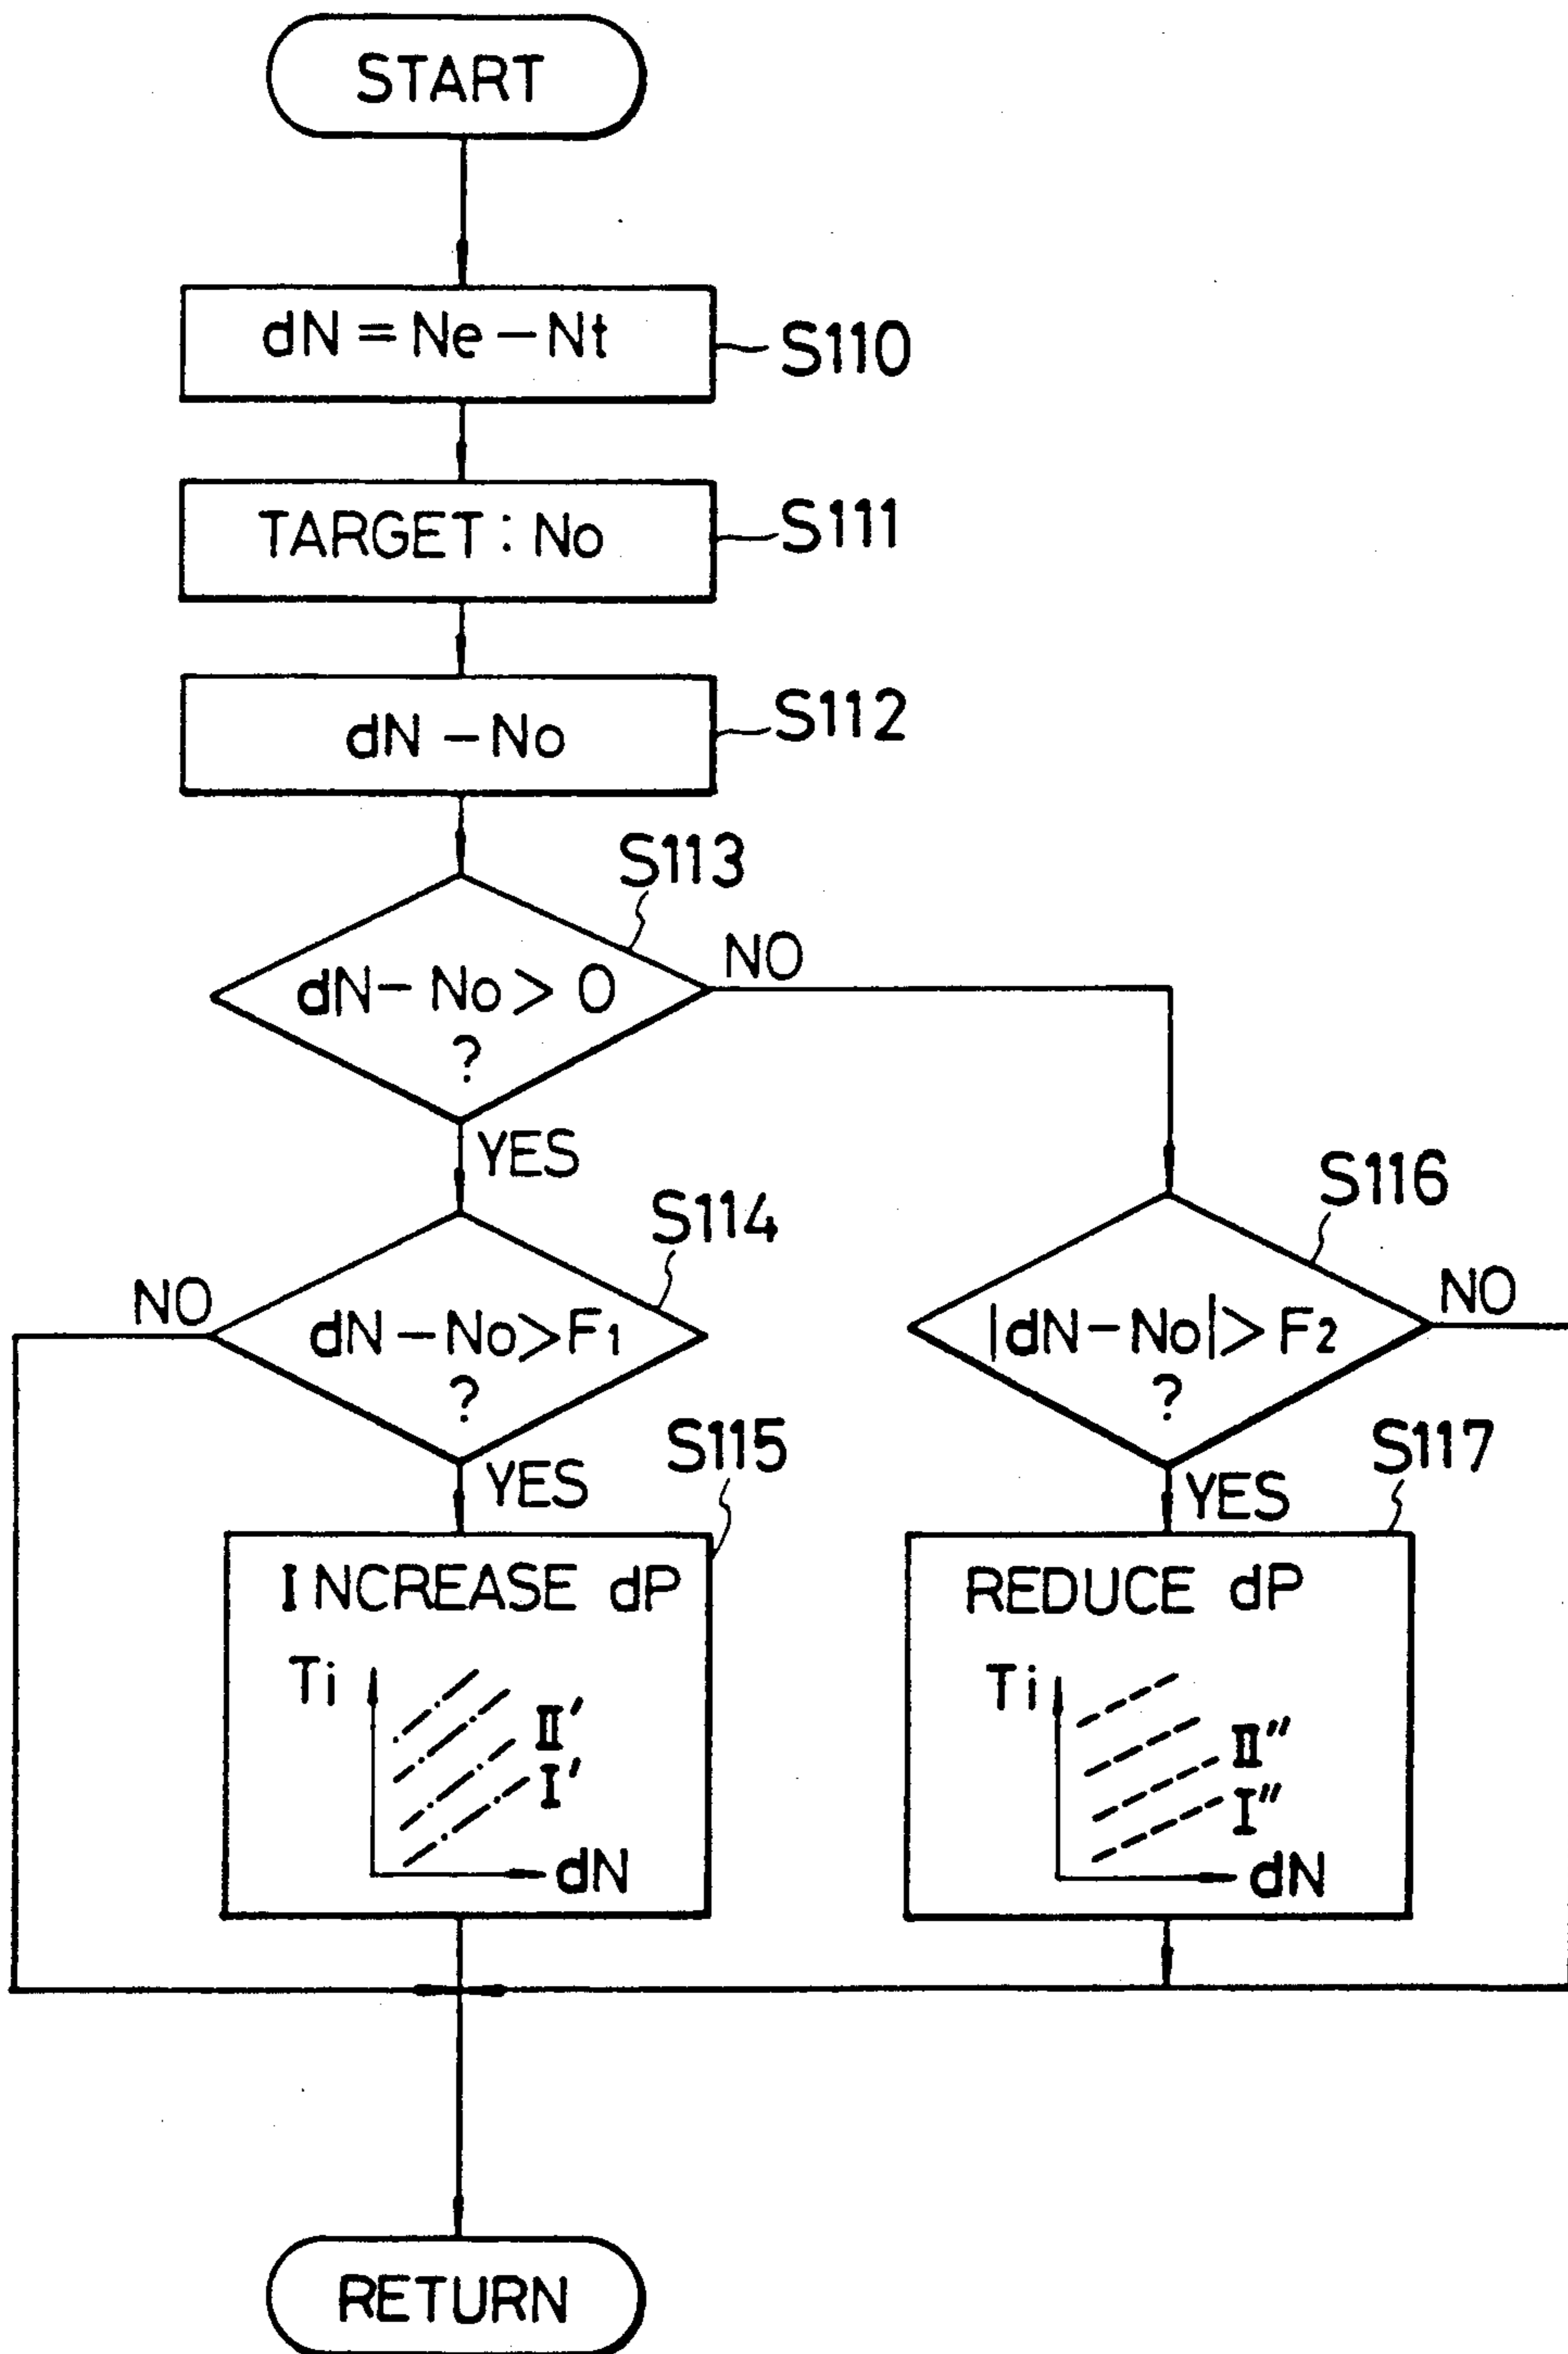 START
dN = Ne - Nt
S110
TARGET : No
S111
dN - No
S112
S113
dN - No > 0
?
NO
YES
S114
NO
dN - No > F1
?
YES
S116
|dN - No| > F2
?
NO
YES
S115
INCREASE dP
Ti
II'
I'
dN
S117
REDUCE dP
Ti
II"
I"
dN
RETURN